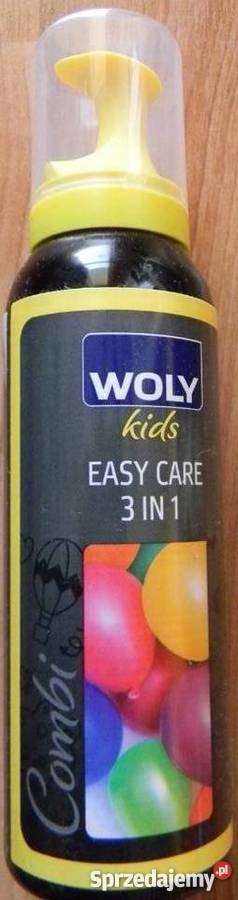 WOLY
kids
EASY CARE
3 IN 1
Combi
Sprzedajemy.pl